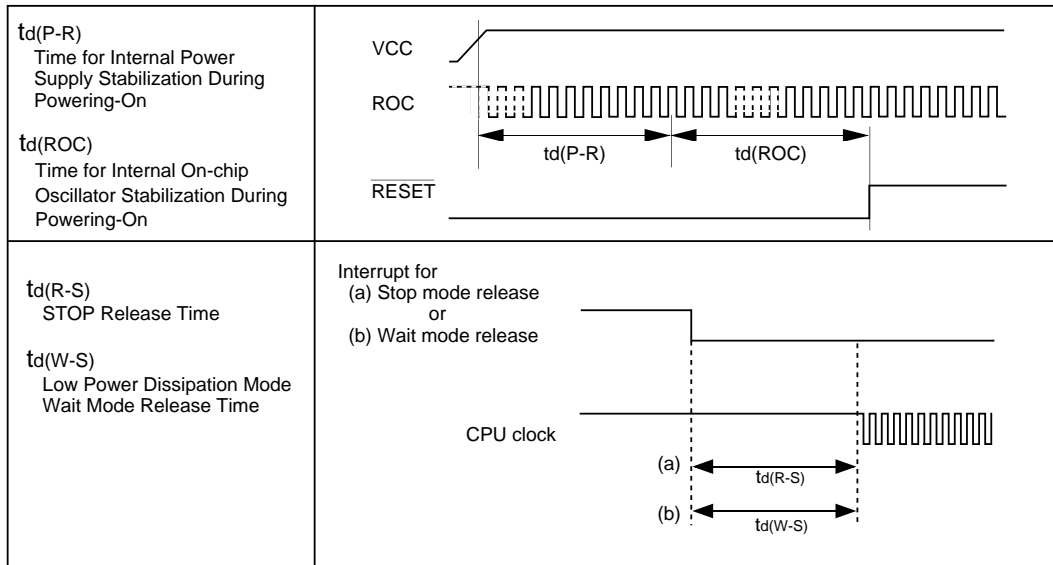 td(P-R)
Time for Internal Power
Supply Stabilization During
Powering-On
td(ROC)
Time for Internal On-chip
Oscillator Stabilization During
Powering-On
VCC
ROC
td(P-R)
td(ROC)
RESET
td(R-S)
STOP Release Time
td(W-S)
Low Power Dissipation Mode
Wait Mode Release Time
Interrupt for
(a) Stop mode release
or
(b) Wait mode release
CPU clock
(a)
td(R-S)
(b)
td(W-S)